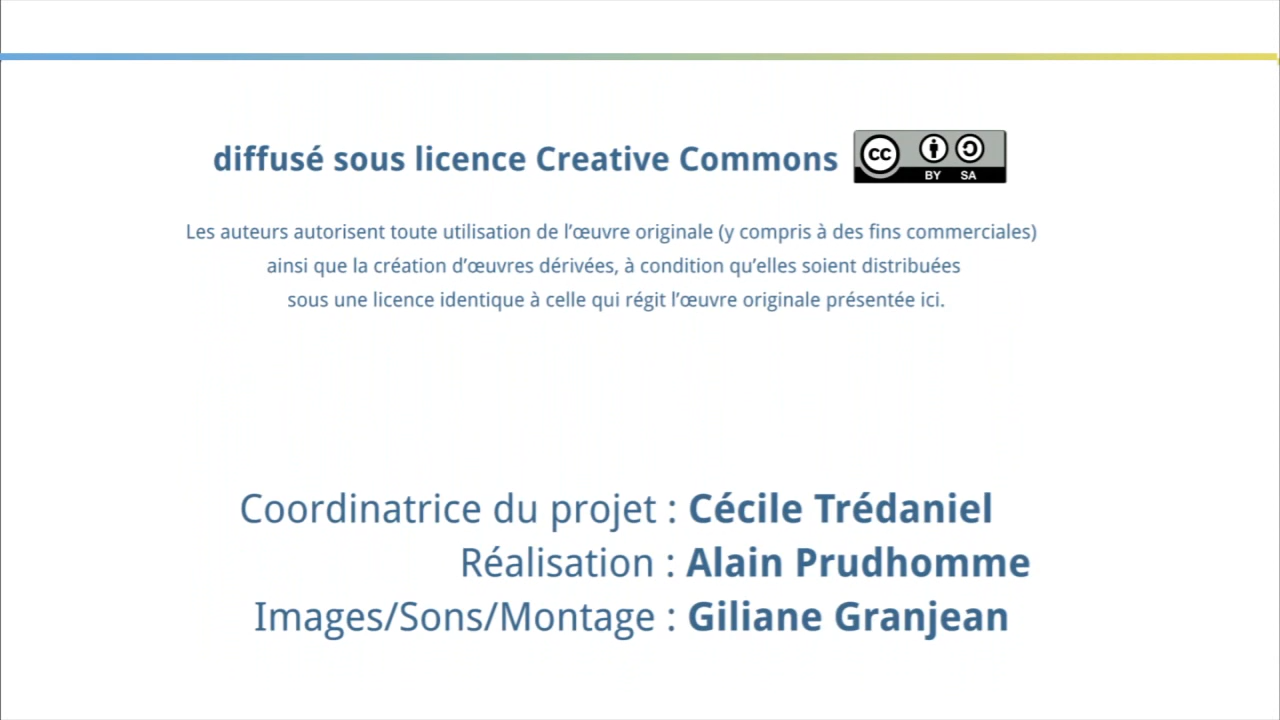 diffusé sous licence Creative Commons
cc BY SA
Les auteurs autorisent toute utilisation de l'œuvre originale (y compris à des fins commerciales)
ainsi que la création d'œuvres dérivées, à condition qu'elles soient distribuées
sous une licence identique à celle qui régit l'œuvre originale présentée ici.
Coordinatrice du projet : Cécile Trédaniel
Réalisation : Alain Prudhomme
Images/Sons/Montage : Giliane Granjean